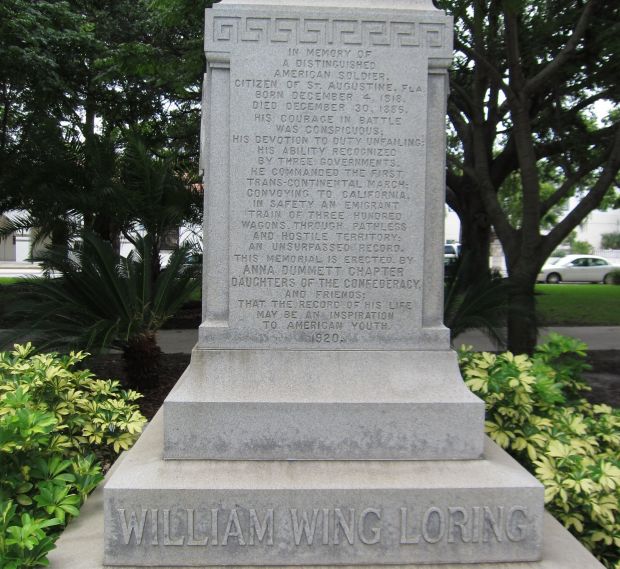 IN MEMORY OF
A DISTINGUISHED
AMERICAN SOLDIER,
CITIZEN OF ST. AUGUSTINE, FLA.
BORN DECEMBER 4, 1818,
DIED DECEMBER 30, 1886,
HIS COURAGE IN BATTLE
WAS CONSPICUOUS;
HIS DEVOTION TO DUTY UNFAILING;
HIS ABILITY RECOGNIZED
BY THREE GOVERNMENTS.
HE COMMANDED THE FIRST
TRANS-CONTINENTAL MARCH;
CONVOYING TO CALIFORNIA,
IN SAFETY AN EMIGRANT
TRAIN OF THREE HUNDRED
WAGONS, THROUGH PATHLESS
AND HOSTILE TERRITORY;
AN UNSURPASSED RECORD.
THIS MEMORIAL IS ERECTED BY
ANNA DUMMETT CHAPTER
DAUGHTERS OF THE CONFEDERACY,
AND FRIENDS;
THAT THE RECORD OF HIS LIFE
MAY BE AN INSPIRATION
TO AMERICAN YOUTH.
1920.
WILLIAM WING LORING